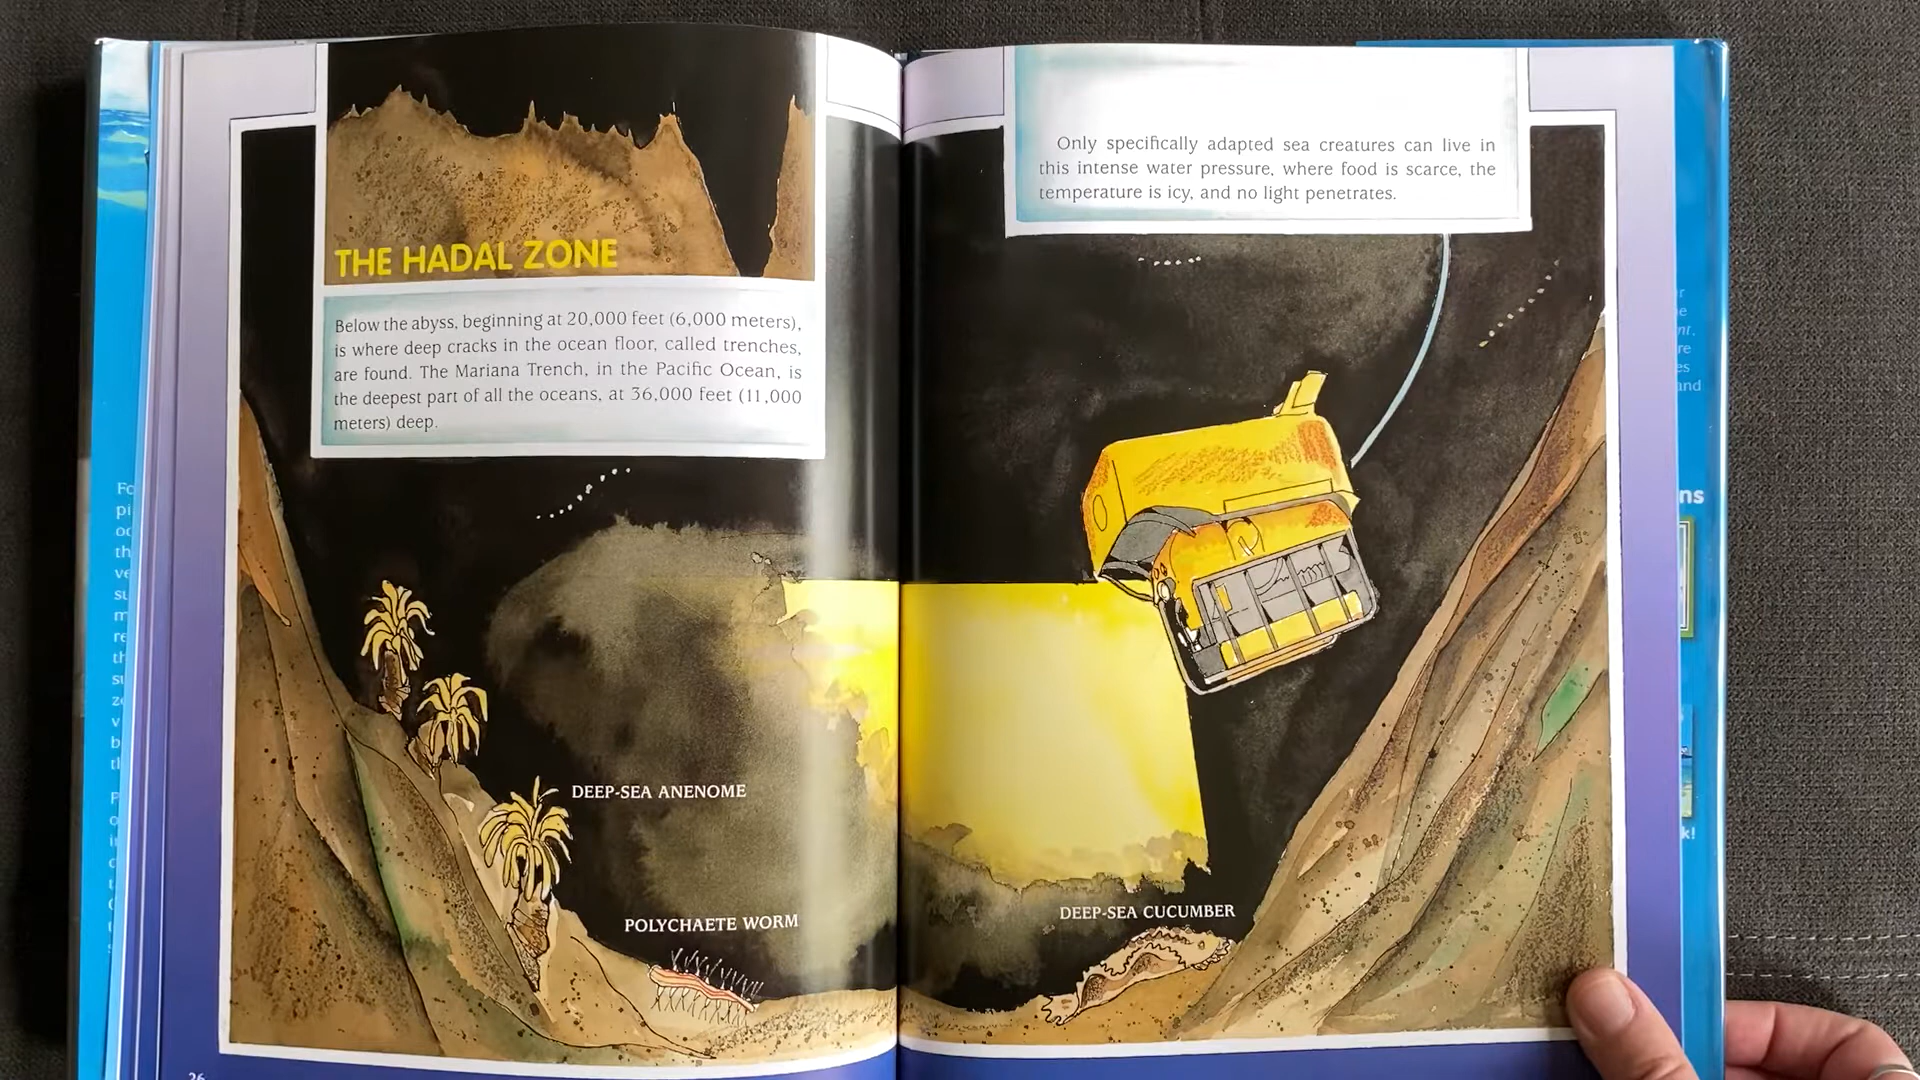 THE HADAL ZONE
Below the abyss, beginning at 20,000 feet (6,000 meters),
is where deep cracks in the ocean floor, called trenches,
are found. The Mariana Trench, in the Pacific Ocean, is
the deepest part of all the oceans, at 36,000 feet (11,000
meters) deep.
DEEP-SEA ANENOME
POLYCHAETE WORM
26
Only specifically adapted sea creatures can live in
this intense water pressure, where food is scarce, the
temperature is icy, and no light penetrates.
DEEP-SEA CUCUMBER
and